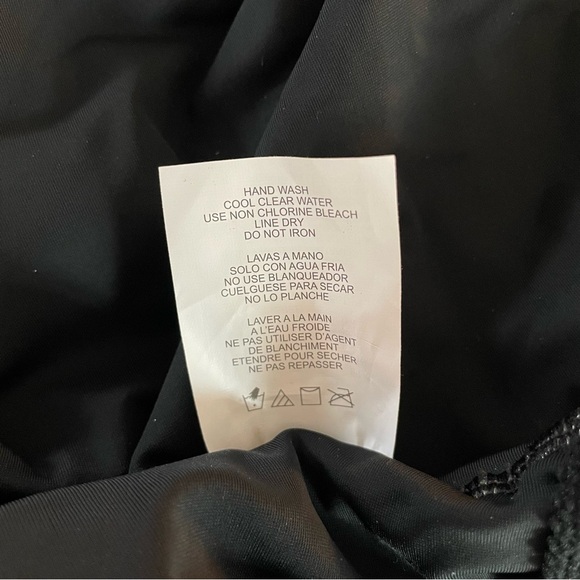 HAND WASH
COOL CLEAR WATER
USE NON CHLORINE BLEACH
LINE DRY
DO NOT IRON
LAVAS A MANO
SOLO CON AGUA FRIA
NO USE BLANQUEADOR
CUELGUESE PARA SECAR
NO LO PLANCHE
LAVER A LA MAIN
A L'EAU FROIDE
NE PAS UTILISER D'AGENT
DE BLANCHIMENT
ETENDRE POUR SECHER
NE PAS REPASSER